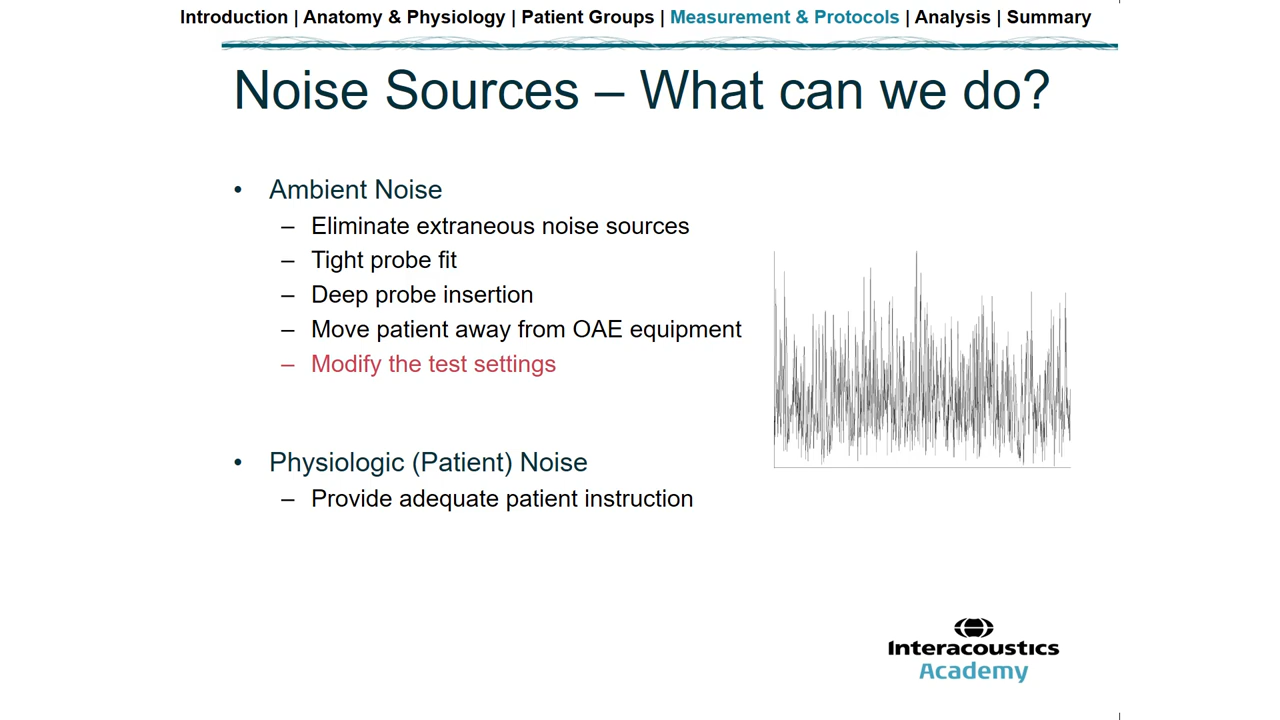 Introduction | Anatomy & Physiology | Patient Groups | Measurement & Protocols | Analysis | Summary
Noise Sources – What can we do?
• Ambient Noise
– Eliminate extraneous noise sources
– Tight probe fit
– Deep probe insertion
– Move patient away from OAE equipment
– Modify the test settings
• Physiologic (Patient) Noise
– Provide adequate patient instruction
Interacoustics
Academy